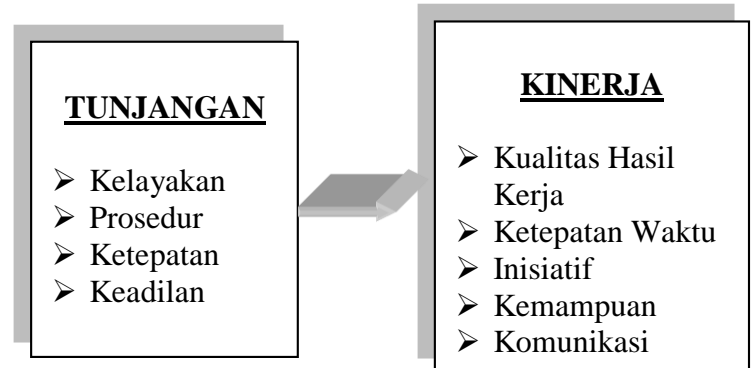 TUNJANGAN
➢ Kelayakan
➢ Prosedur
➢ Ketepatan
➢ Keadilan
KINERJA
➢ Kualitas Hasil
Kerja
➢ Ketepatan Waktu
➢ Inisiatif
➢ Kemampuan
➢ Komunikasi